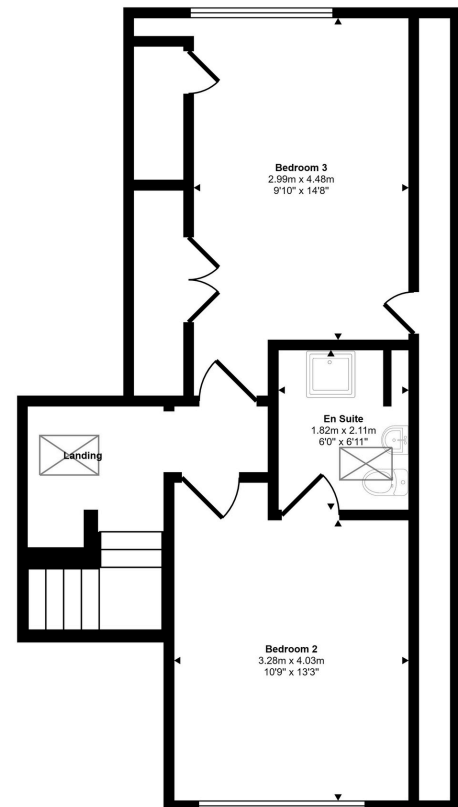 Bedroom 3
2.99m x 4.48m
9'10" x 14'8"
En Suite
1.82m x 2.11m
6'0" x 6'11"
Landing
Bedroom 2
3.28m x 4.03m
10'9" x 13'3"